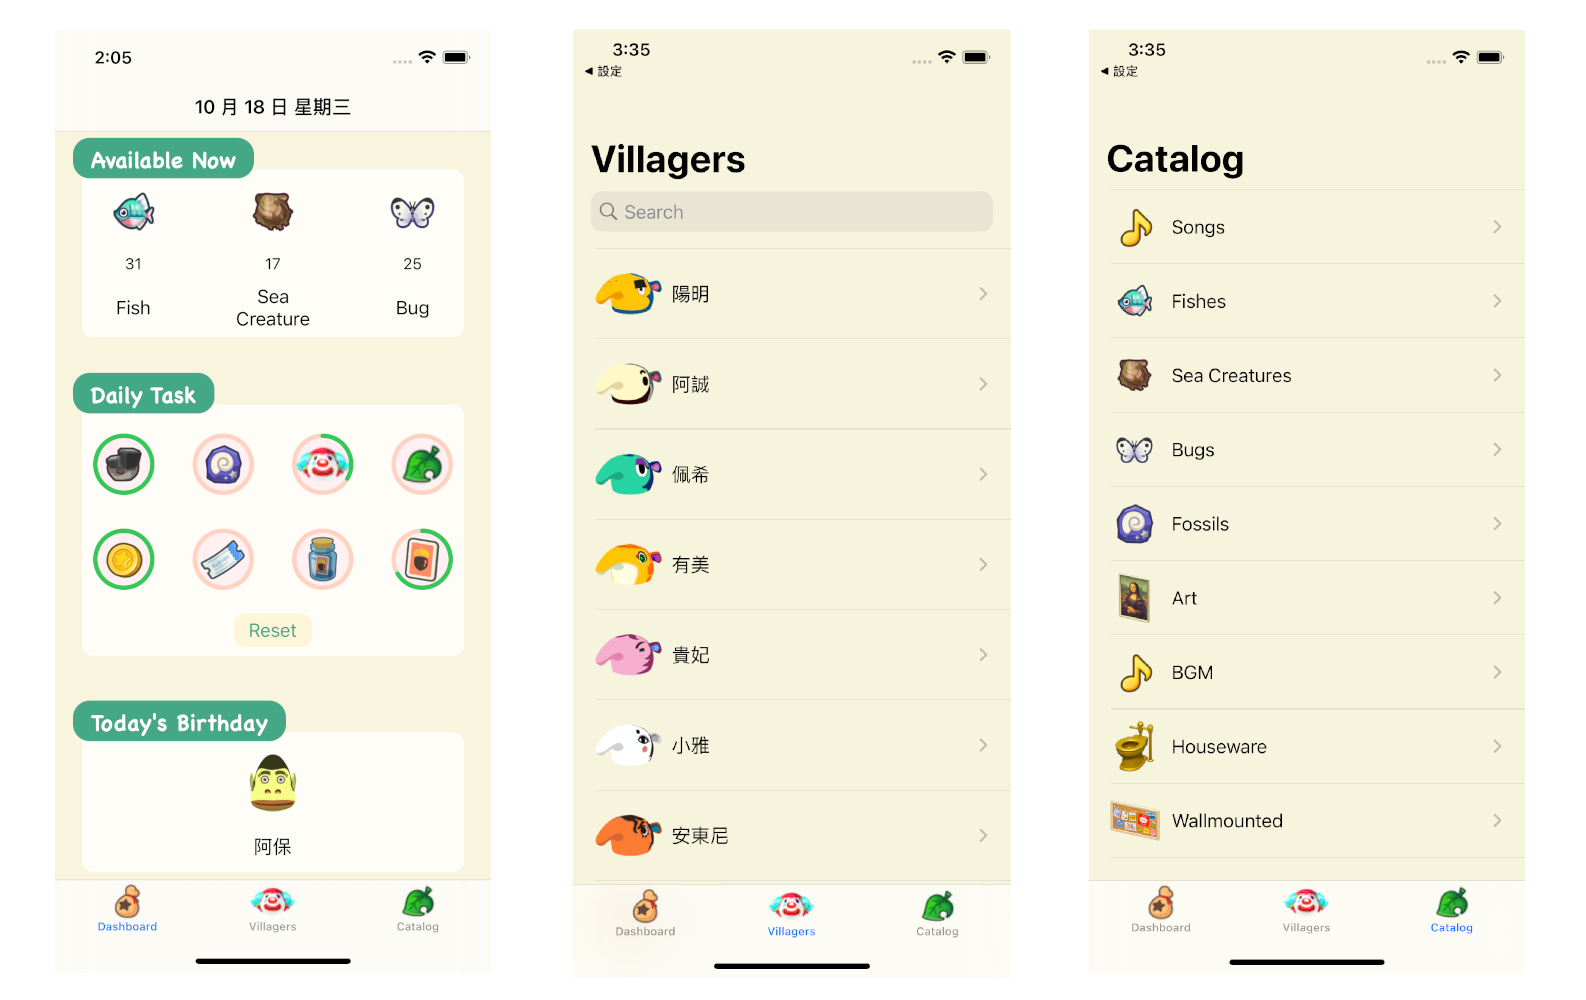 2:05
10 月 18 日 星期三
Available Now
31
17
25
Fish
Sea
Creature
Bug
Daily Task
Reset
Today's Birthday
阿保
Dashboard
Villagers
Catalog
3:35
◀ 設定
Villagers
Search
陽明
阿誠
佩希
有美
貴妃
小雅
安東尼
Dashboard
Villagers
Catalog
3:35
◀ 設定
Catalog
Songs
Fishes
Sea Creatures
Bugs
Fossils
Art
BGM
Houseware
Wallmounted
Dashboard
Villagers
Catalog